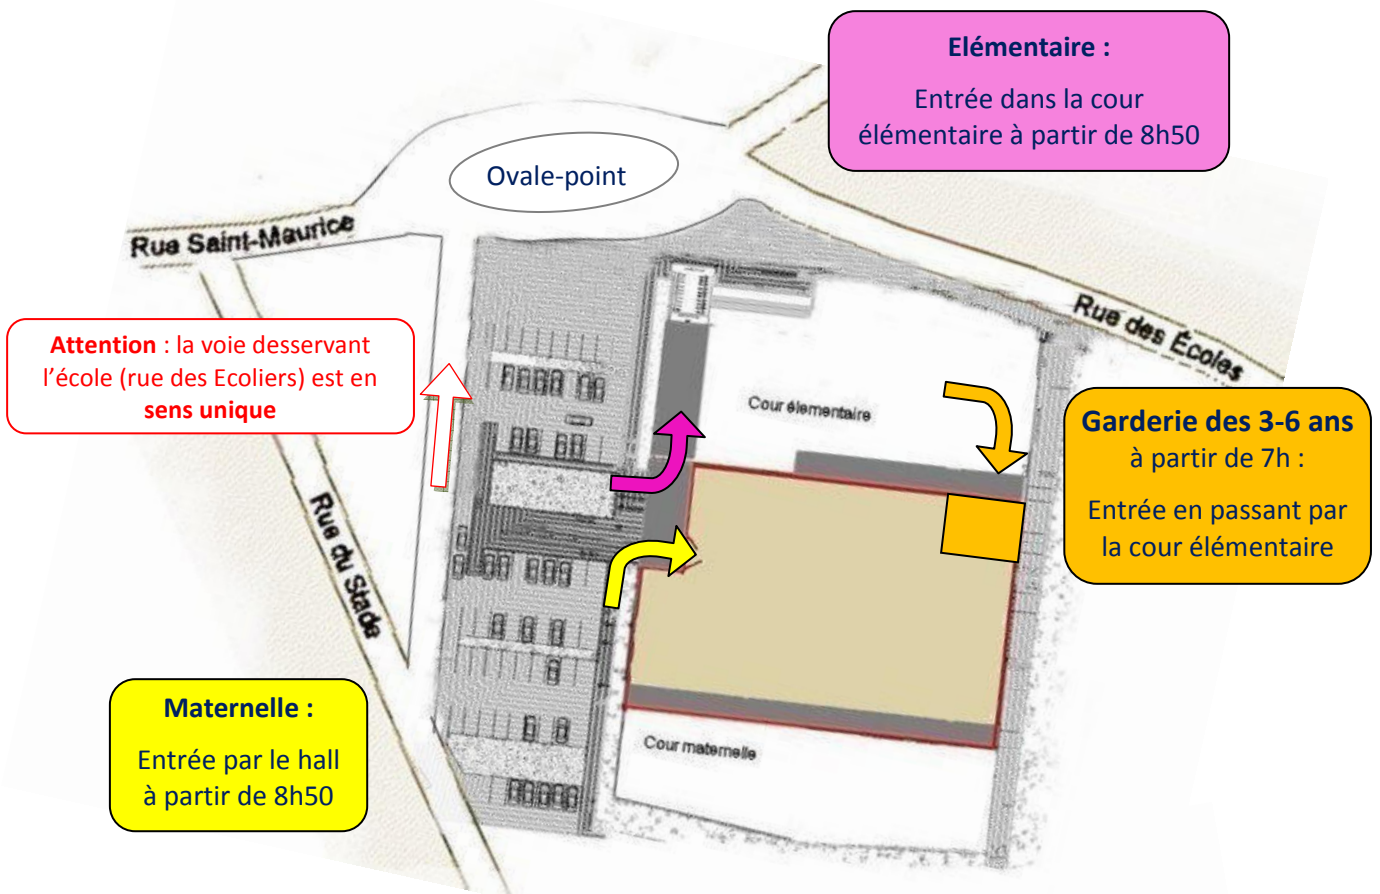 Elémentaire :
Entrée dans la cour
élémentaire à partir de 8h50
Ovale-point
Rue Saint-Maurice
Rue des Écoles
Attention : la voie desservant
l'école (rue des Ecoliers) est en
sens unique
Cour élementaire
Garderie des 3-6 ans
à partir de 7h :
Entrée en passant par
la cour élémentaire
Rue du Stade
Maternelle :
Entrée par le hall
à partir de 8h50
Cour maternelle